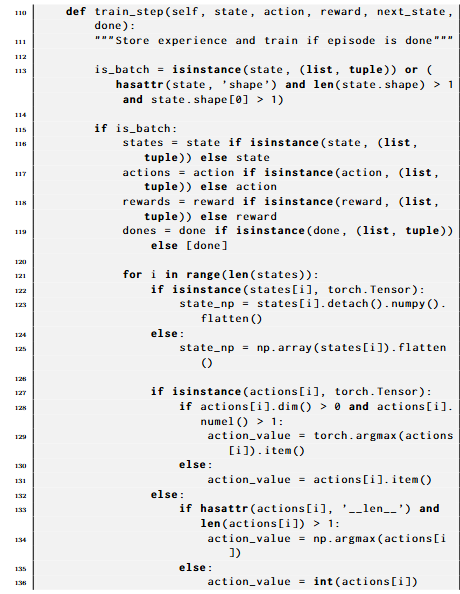 110 def train_step(self, state, action, reward, next_state,
done):
111 """Store experience and train if episode is done"""
112
113 is_batch = isinstance(state, (list, tuple)) or (
hasattr(state, 'shape') and len(state.shape) > 1
and state.shape[0] > 1)
114
115 if is_batch:
116 states = state if isinstance(state, (list,
tuple)) else state
117 actions = action if isinstance(action, (list,
tuple)) else action
118 rewards = reward if isinstance(reward, (list,
tuple)) else reward
119 dones = done if isinstance(done, (list, tuple))
else [done]
120
121 for i in range(len(states)):
122 if isinstance(states[i], torch.Tensor):
123 state_np = states[i].detach().numpy().
flatten()
124 else:
125 state_np = np.array(states[i]).flatten
()
126
127 if isinstance(actions[i], torch.Tensor):
128 if actions[i].dim() > 0 and actions[i].
numel() > 1:
129 action_value = torch.argmax(actions
[i]).item()
130 else:
131 action_value = actions[i].item()
132 else:
133 if hasattr(actions[i], '__len__') and
len(actions[i]) > 1:
134 action_value = np.argmax(actions[i
])
135 else:
136 action_value = int(actions[i])